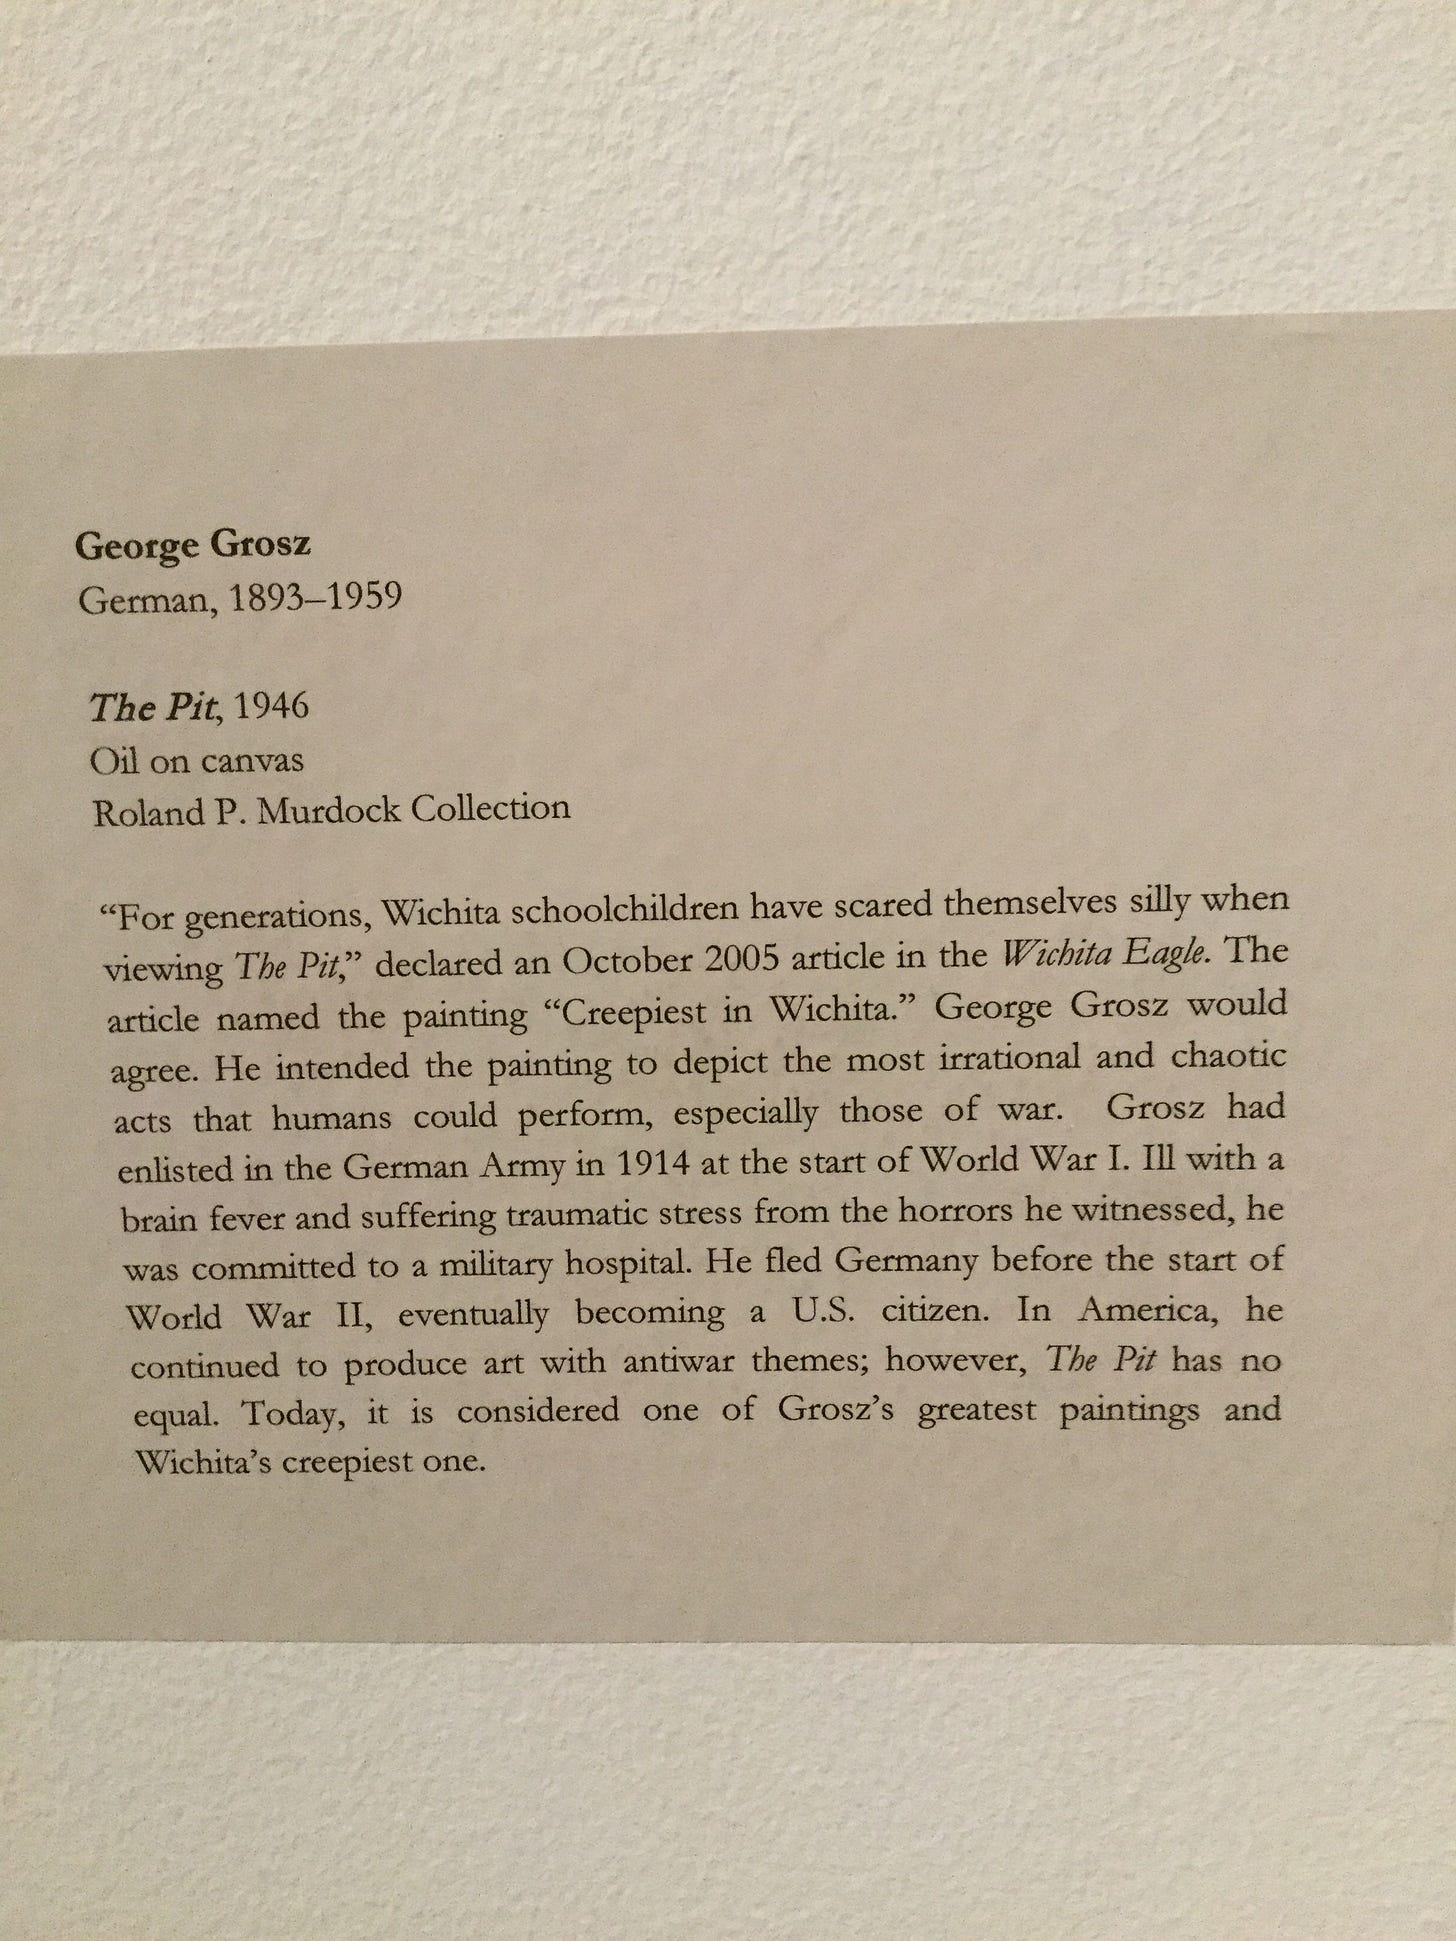 George Grosz
German, 1893–1959
The Pit, 1946
Oil on canvas
Roland P. Murdock Collection
“For generations, Wichita schoolchildren have scared themselves silly when
viewing The Pit,” declared an October 2005 article in the Wichita Eagle. The
article named the painting “Creepiest in Wichita.” George Grosz would
agree. He intended the painting to depict the most irrational and chaotic
acts that humans could perform, especially those of war. Grosz had
enlisted in the German Army in 1914 at the start of World War I. Ill with a
brain fever and suffering traumatic stress from the horrors he witnessed, he
was committed to a military hospital. He fled Germany before the start of
World War II, eventually becoming a U.S. citizen. In America, he
continued to produce art with antiwar themes; however, The Pit has no
equal. Today, it is considered one of Grosz’s greatest paintings and
Wichita’s creepiest one.